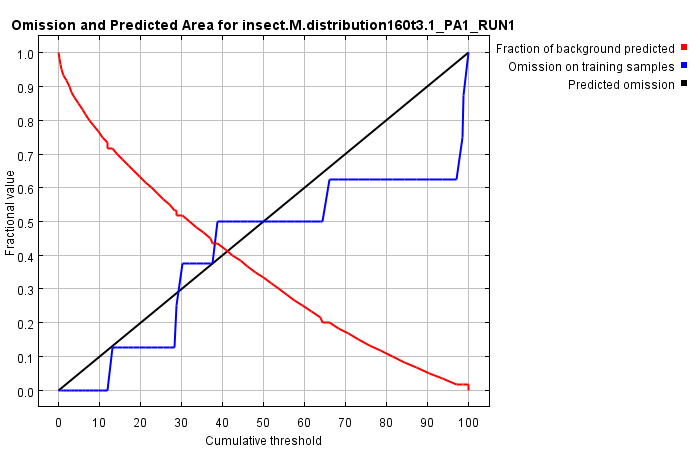 Omission and Predicted Area for insect.M.distribution160t3.1_PA1_RUN1
Fraction of background predicted
Omission on training samples
Predicted omission
Fractional value
1.0
0.9
0.8
0.7
0.6
0.5
0.4
0.3
0.2
0.1
0.0
0 10 20 30 40 50 60 70 80 90 100
Cumulative threshold